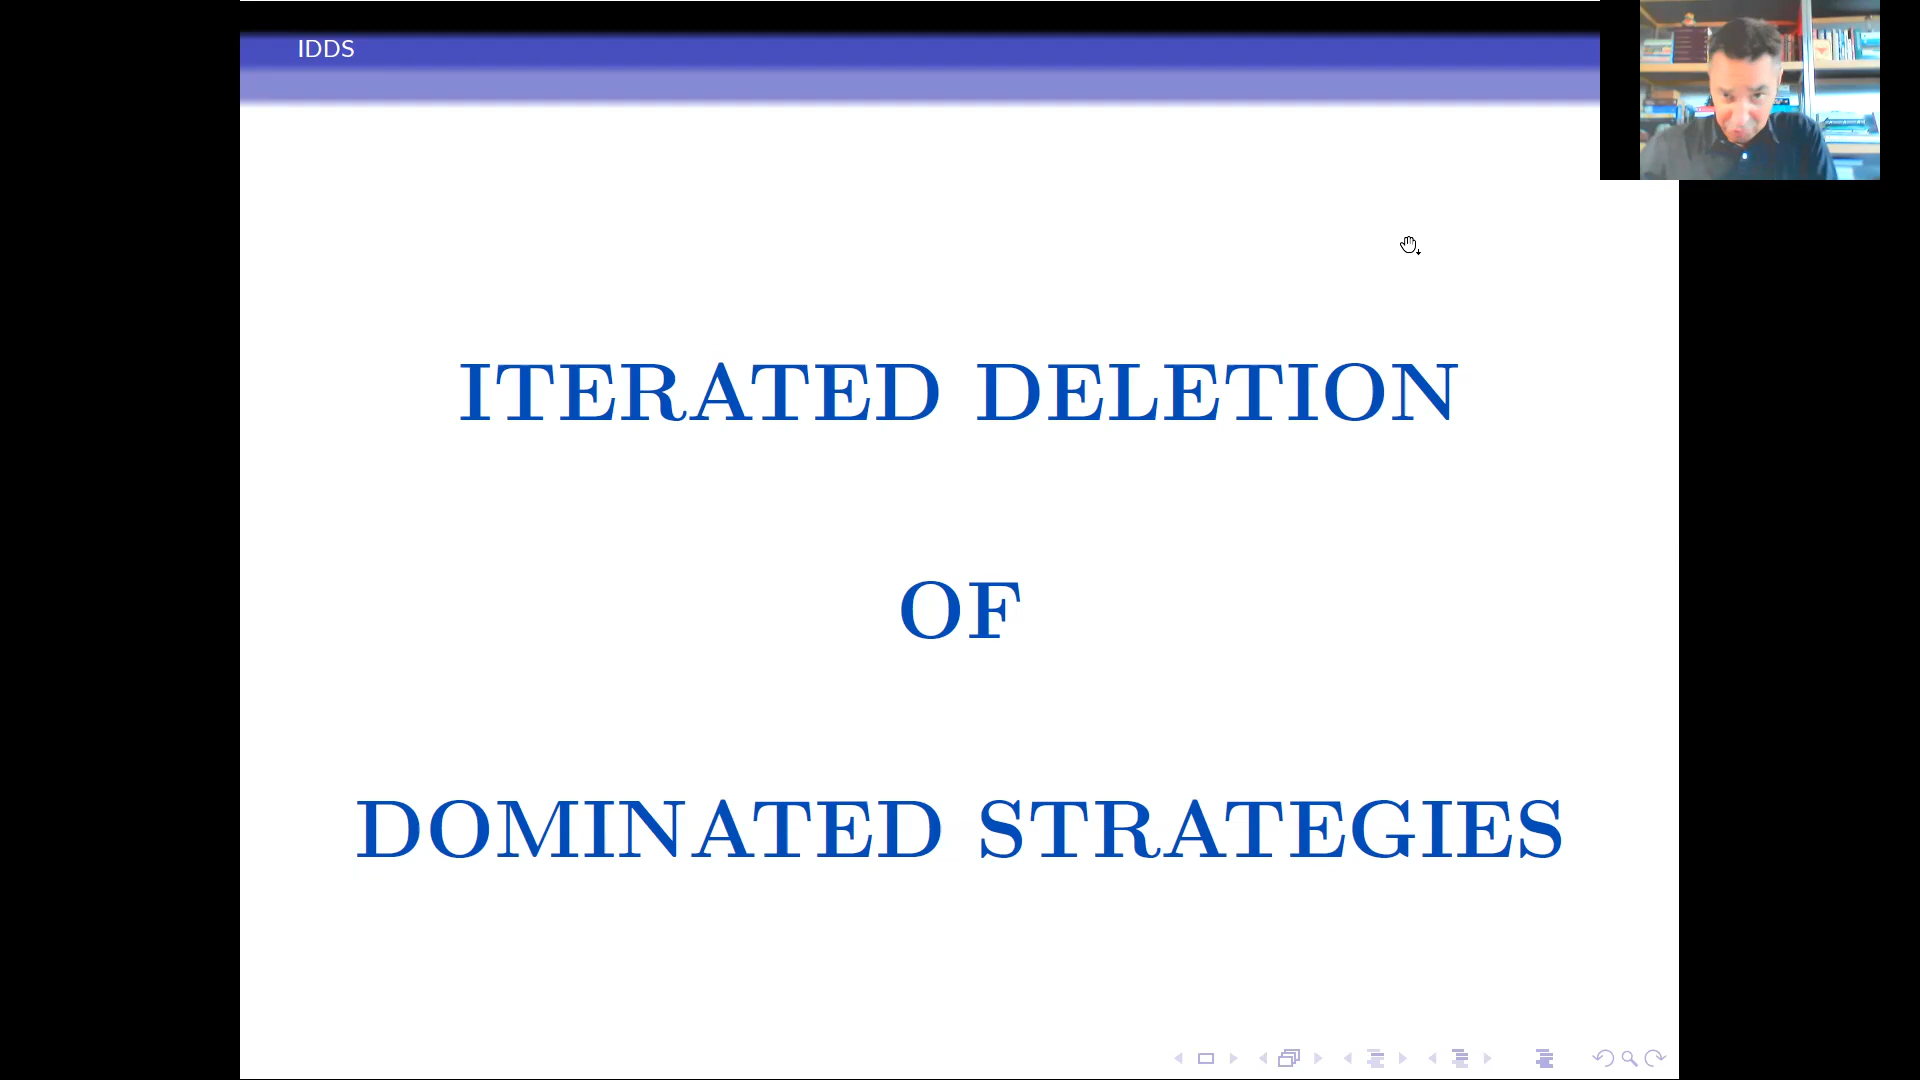 IDDS
ITERATED DELETION
OF
DOMINATED STRATEGIES